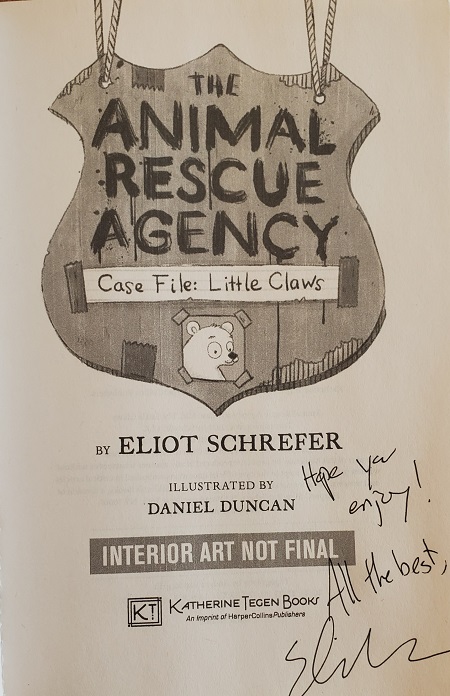 THE
ANIMAL
RESCUE
AGENCY
Case File: Little Claws
BY ELIOT SCHREFER
ILLUSTRATED BY
DANIEL DUNCAN
Hope you
enjoy!
INTERIOR ART NOT FINAL
All the best,
KT KATHERINE TEGEN BOOKS
An Imprint of HarperCollinsPublishers